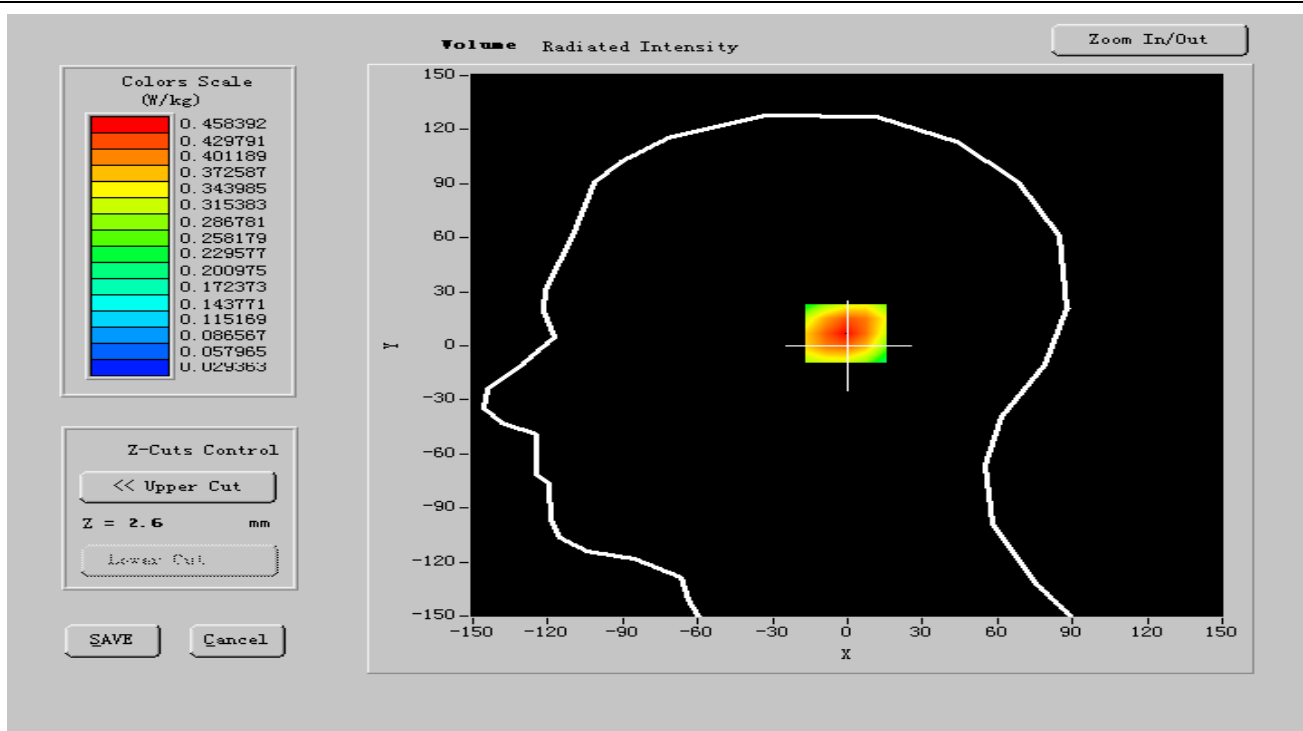 Volume Radiated Intensity
Zoom In/Out
Colors Scale
(W/kg)
0.458392
0.429791
0.401189
0.372587
0.343985
0.315383
0.286781
0.258179
0.229577
0.200975
0.172373
0.143771
0.115169
0.086567
0.057965
0.029363
Z-Cuts Control
<< Upper Cut
Z = 2.6 mm
Lower Cut
SAVE
Cancel
150
120
90
60
30
0
-30
-60
-90
-120
-150
Y
-150 -120 -90 -60 -30 0 30 60 90 120 150
X